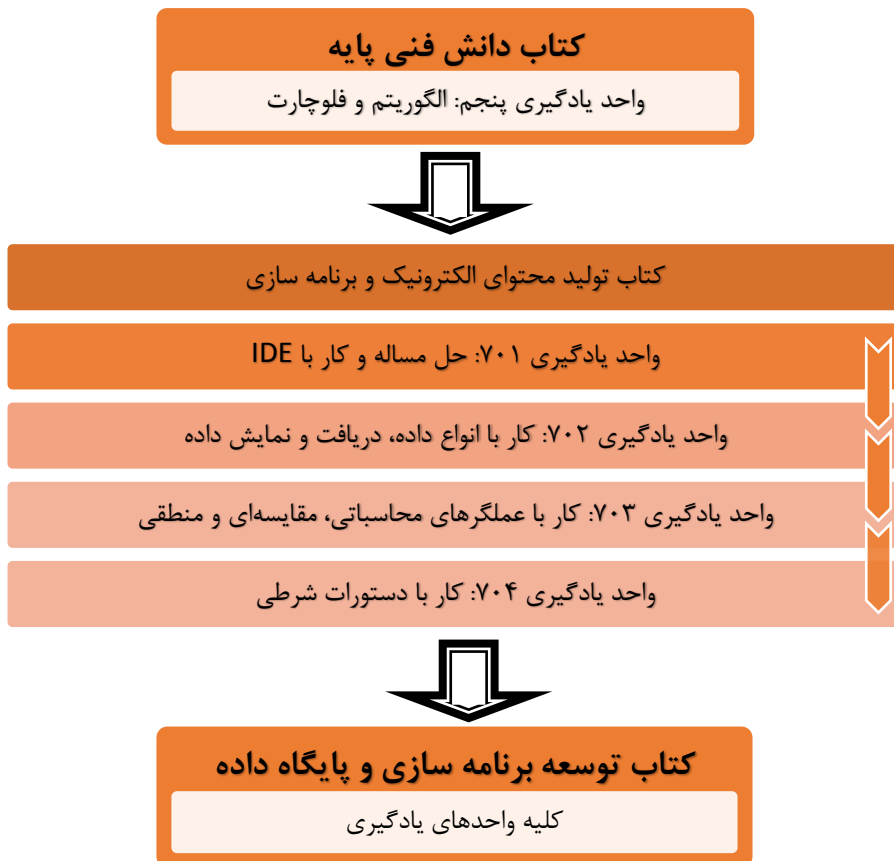 کتاب دانش فنی پایه
واحد یادگیری پنجم: الگوریتم و فلوچارت
کتاب تولید محتوای الکترونیک و برنامه سازی
واحد یادگیری ۷۰۱: حل مساله و کار با IDE
واحد یادگیری ۷۰۲: کار با انواع داده، دریافت و نمایش داده
واحد یادگیری ۷۰۳: کار با عملگرهای محاسباتی، مقایسه‌ای و منطقی
واحد یادگیری ۷۰۴: کار با دستورات شرطی
کتاب توسعه برنامه سازی و پایگاه داده
کلیه واحدهای یادگیری